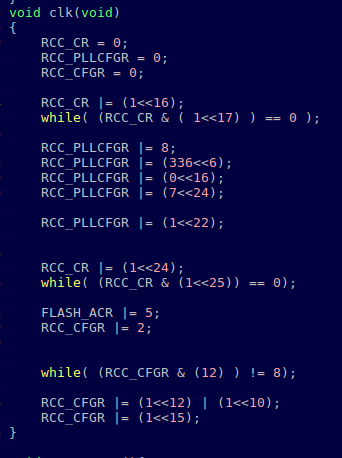 void clk(void)
{
RCC_CR = 0;
RCC_PLLCFGR = 0;
RCC_CFGR = 0;
RCC_CR |= (1<<16);
while( (RCC_CR & ( 1<<17) ) == 0 );
RCC_PLLCFGR |= 8;
RCC_PLLCFGR |= (336<<6);
RCC_PLLCFGR |= (0<<16);
RCC_PLLCFGR |= (7<<24);
RCC_PLLCFGR |= (1<<22);
RCC_CR |= (1<<24);
while( (RCC_CR & (1<<25)) == 0);
FLASH_ACR |= 5;
RCC_CFGR |= 2;
while( (RCC_CFGR & (12) ) != 8);
RCC_CFGR |= (1<<12) | (1<<10);
RCC_CFGR |= (1<<15);
}